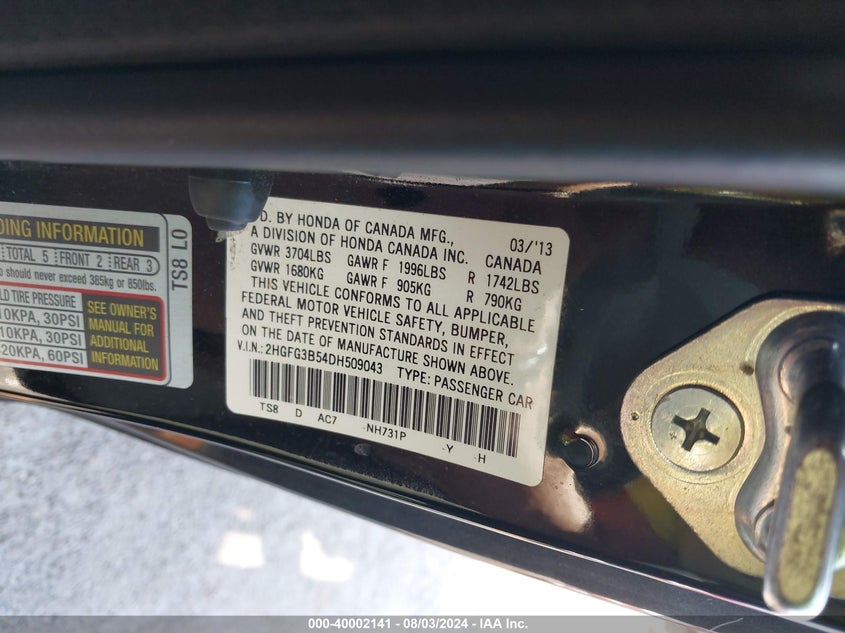 DING INFORMATION
TOTAL 5 FRONT 2 REAR 3
should never exceed 385kg or 850lbs.
LD TIRE PRESSURE
10KPA, 30PSI
10KPA, 30PSI
20KPA, 60PSI
SEE OWNER'S
MANUAL FOR
ADDITIONAL
INFORMATION
TS8 L0
D. BY HONDA OF CANADA MFG., 03/'13
A DIVISION OF HONDA CANADA INC. CANADA
GVWR 3704LBS GAWR F 1996LBS R 1742LBS
GVWR 1680KG GAWR F 905KG R 790KG
THIS VEHICLE CONFORMS TO ALL APPLICABLE
FEDERAL MOTOR VEHICLE SAFETY, BUMPER,
AND THEFT PREVENTION STANDARDS IN EFFECT
ON THE DATE OF MANUFACTURE SHOWN ABOVE.
V.I.N.: 2HGFG3B54DH509043 TYPE: PASSENGER CAR
TS8 D AC7 -NH731P -Y -H
000-40002141 - 08/03/2024 - IAA Inc.